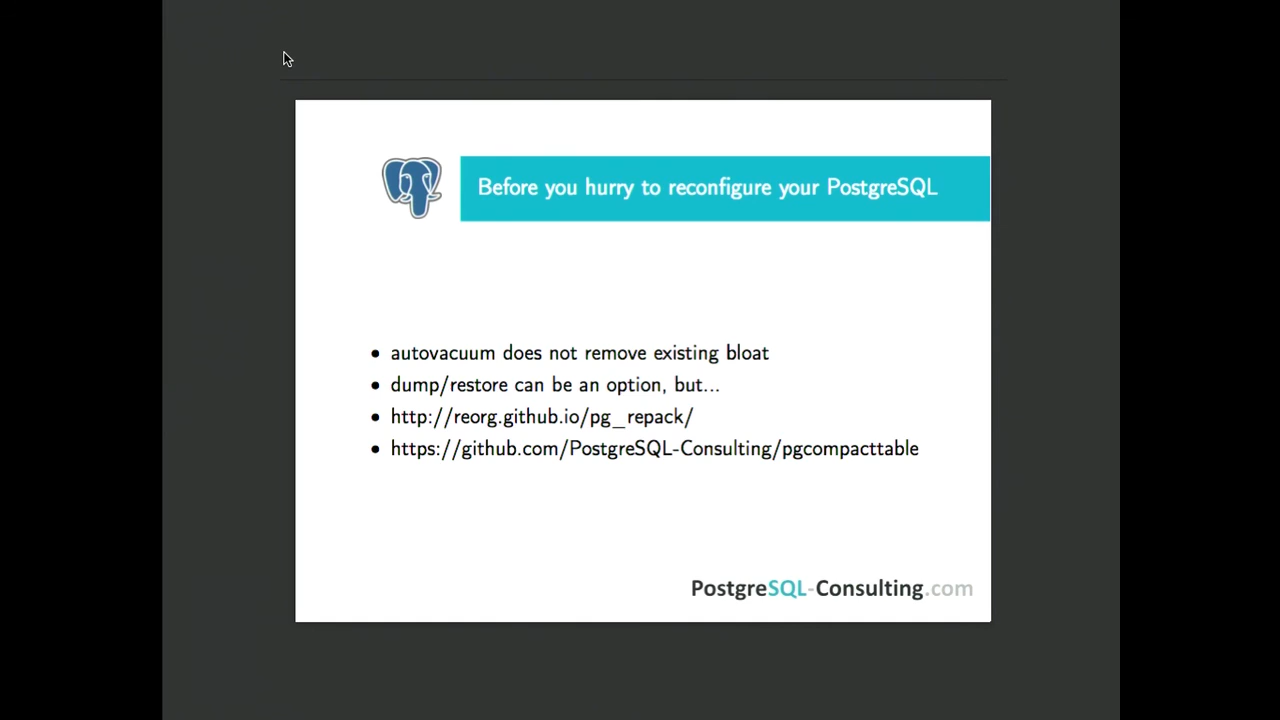 Before you hurry to reconfigure your PostgreSQL
autovacuum does not remove existing bloat
dump/restore can be an option, but...
http://reorg.github.io/pg_repack/
https://github.com/PostgreSQL-Consulting/pgcompacttable
PostgreSQL-Consulting.com